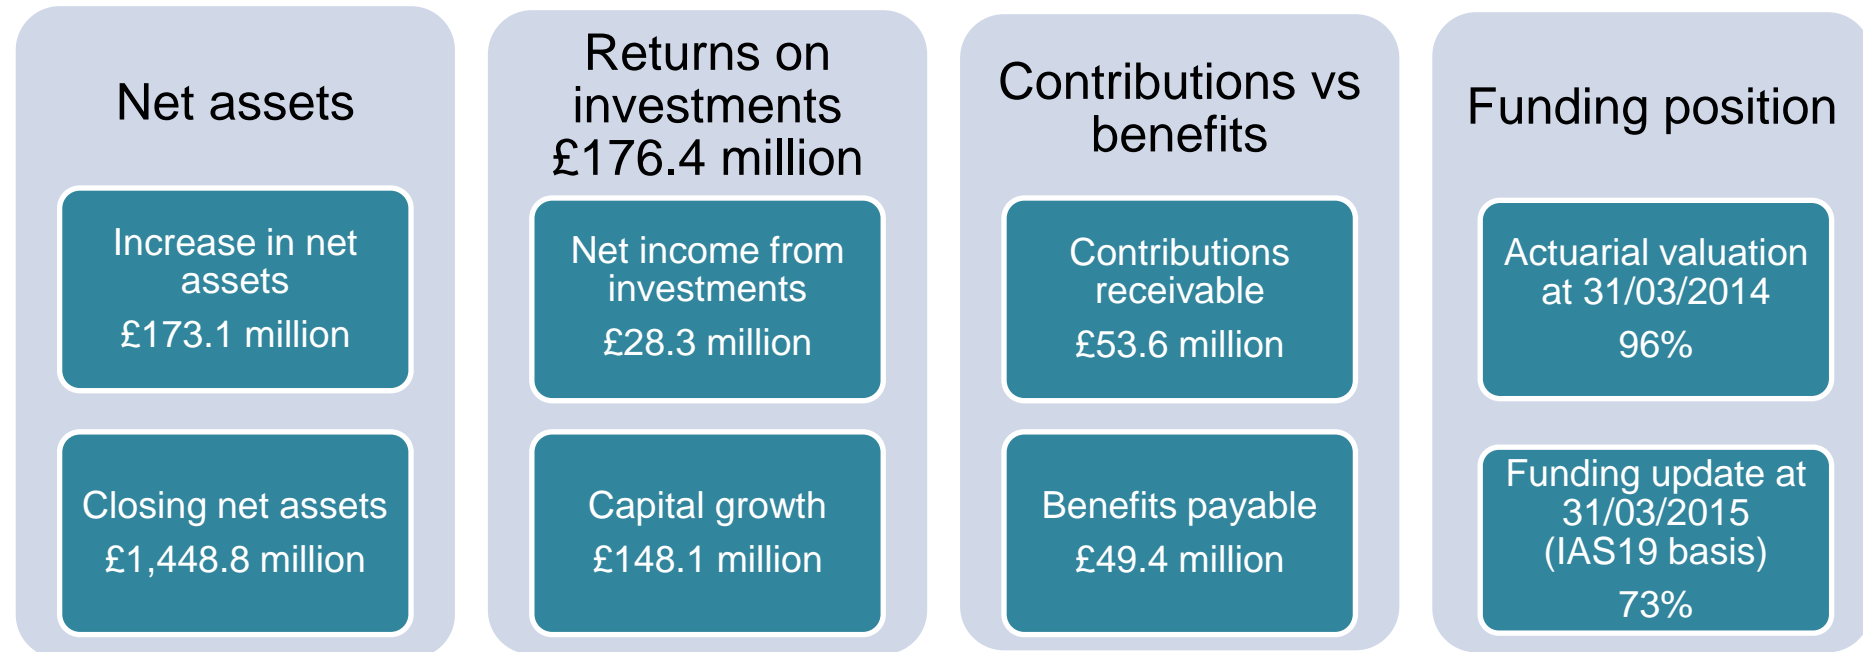 Net assets
Increase in net
assets
£173.1 million
Closing net assets
£1,448.8 million
Returns on
investments
£176.4 million
Net income from
investments
£28.3 million
Capital growth
£148.1 million
Contributions vs
benefits
Contributions
receivable
£53.6 million
Benefits payable
£49.4 million
Funding position
Actuarial valuation
at 31/03/2014
96%
Funding update at
31/03/2015
(IAS19 basis)
73%